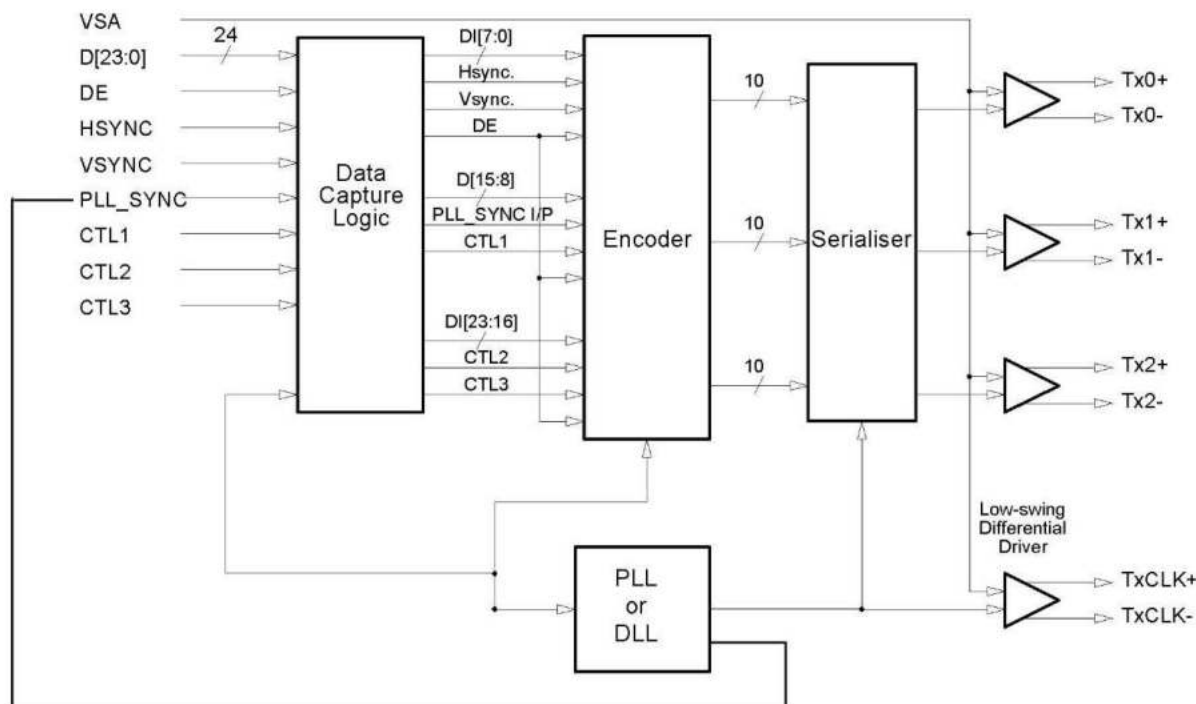 VSA
D[23:0]
24
DE
HSYNC
VSYNC
PLL_SYNC
CTL1
CTL2
CTL3
Data
Capture
Logic
DI[7:0]
Hsync.
Vsync.
DE
D[15:8]
PLL_SYNC I/P
CTL1
DI[23:16]
CTL2
CTL3
Encoder
10
10
10
Serialiser
Tx0+
Tx0-
Tx1+
Tx1-
Tx2+
Tx2-
Low-swing
Differential
Driver
TxCLK+
TxCLK-
PLL
or
DLL